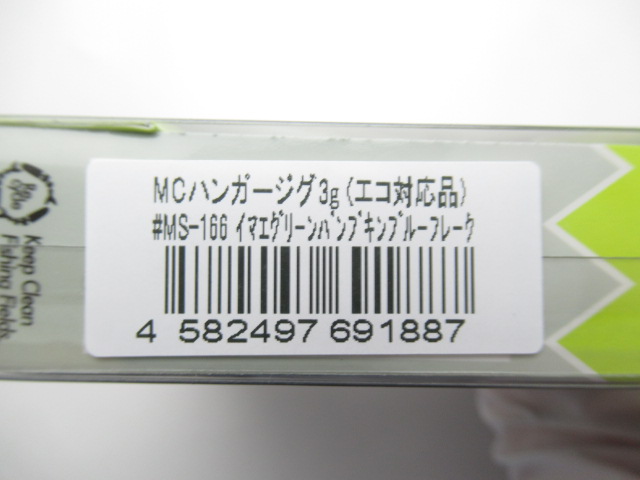 MCハンガージグ3g(エコ対応品)
#MS-166 ｲﾏｴｸﾞﾘｰﾝﾊﾟﾝﾌﾟｷﾝﾌﾞﾙｰﾌﾚｰｸ
4 582497 691887
Keep Clean
Fishing Fields.